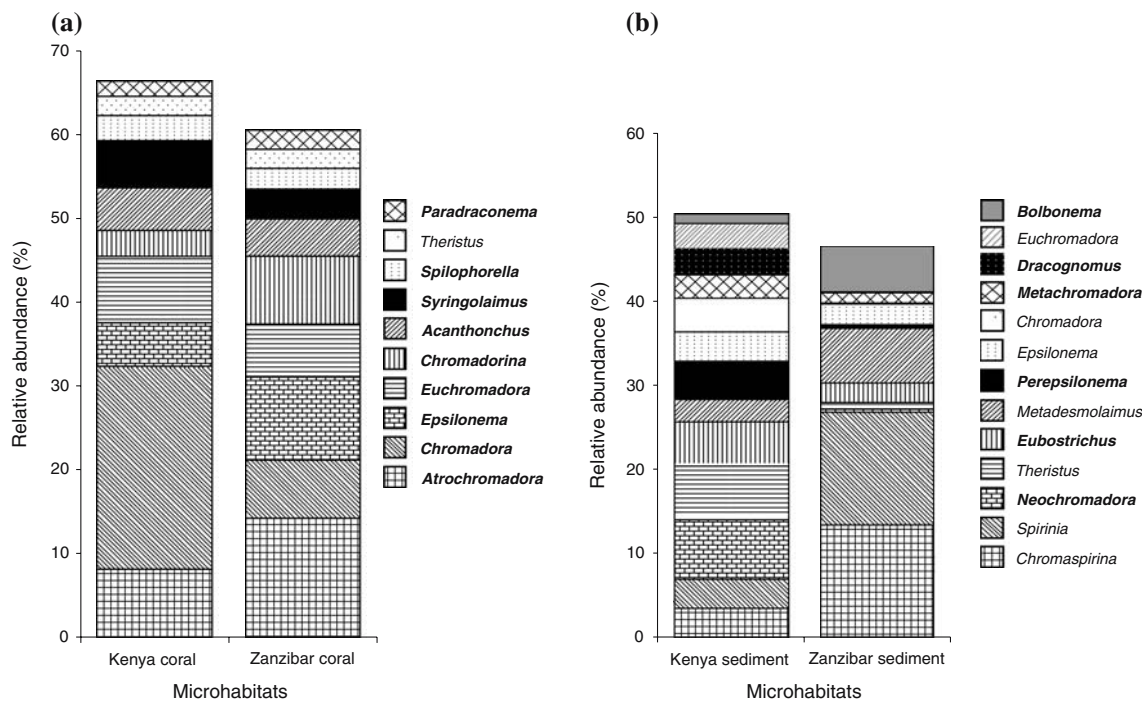 (a)
70
60
50
40
30
20
10
0
Relative abundance (%)
Kenya coral
Zanzibar coral
Microhabitats
Paradraconema
Theristus
Spilophorella
Syringolaimus
Acanthonchus
Chromadorina
Euchromadora
Epsilonema
Chromadora
Atrochromadora
(b)
60
50
40
30
20
10
0
Relative abundance (%)
Kenya sediment
Zanzibar sediment
Microhabitats
Bolbonema
Euchromadora
Dracognomus
Metachromadora
Chromadora
Epsilonema
Perepsilonema
Metadesmolaimus
Eubostrichus
Theristus
Neochromadora
Spirinia
Chromaspirina